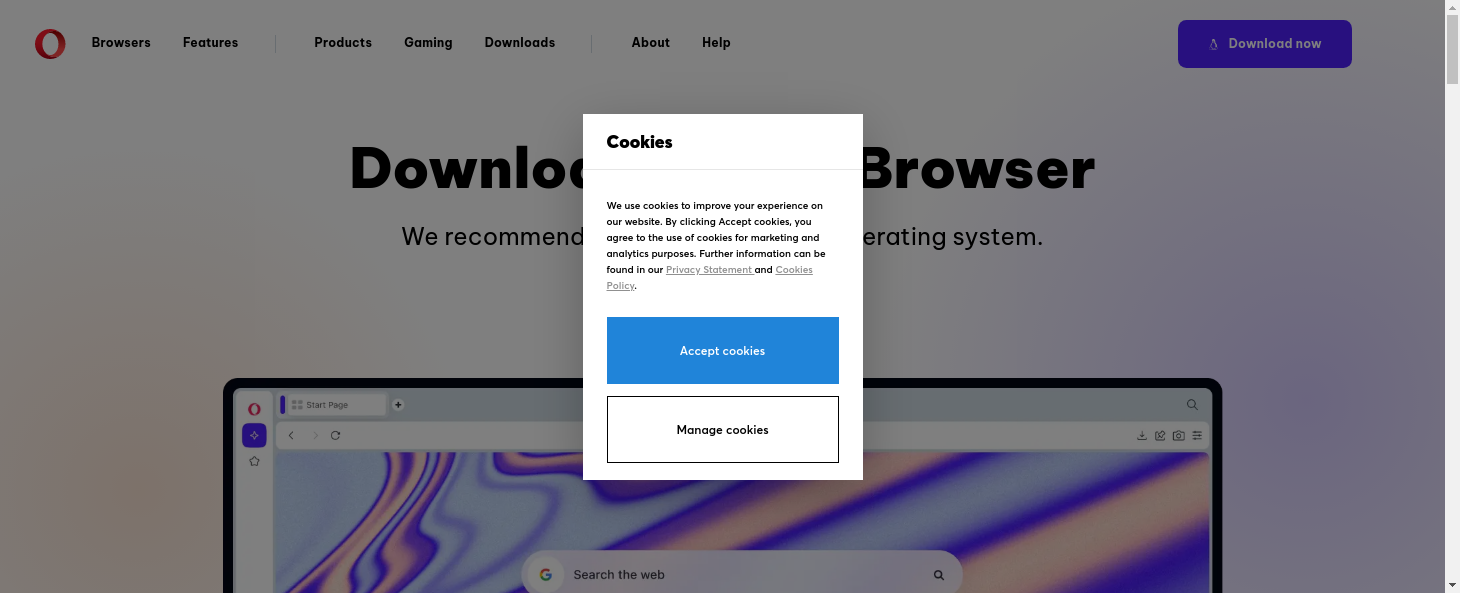 Browsers Features Products Gaming Downloads About Help Download now
Cookies
Downloa Browser
We recommend erating system.
We use cookies to improve your experience on
our website. By clicking Accept cookies, you
agree to the use of cookies for marketing and
analytics purposes. Further information can be
found in our Privacy Statement and Cookies
Policy.
Accept cookies
Manage cookies
Start Page
Search the web